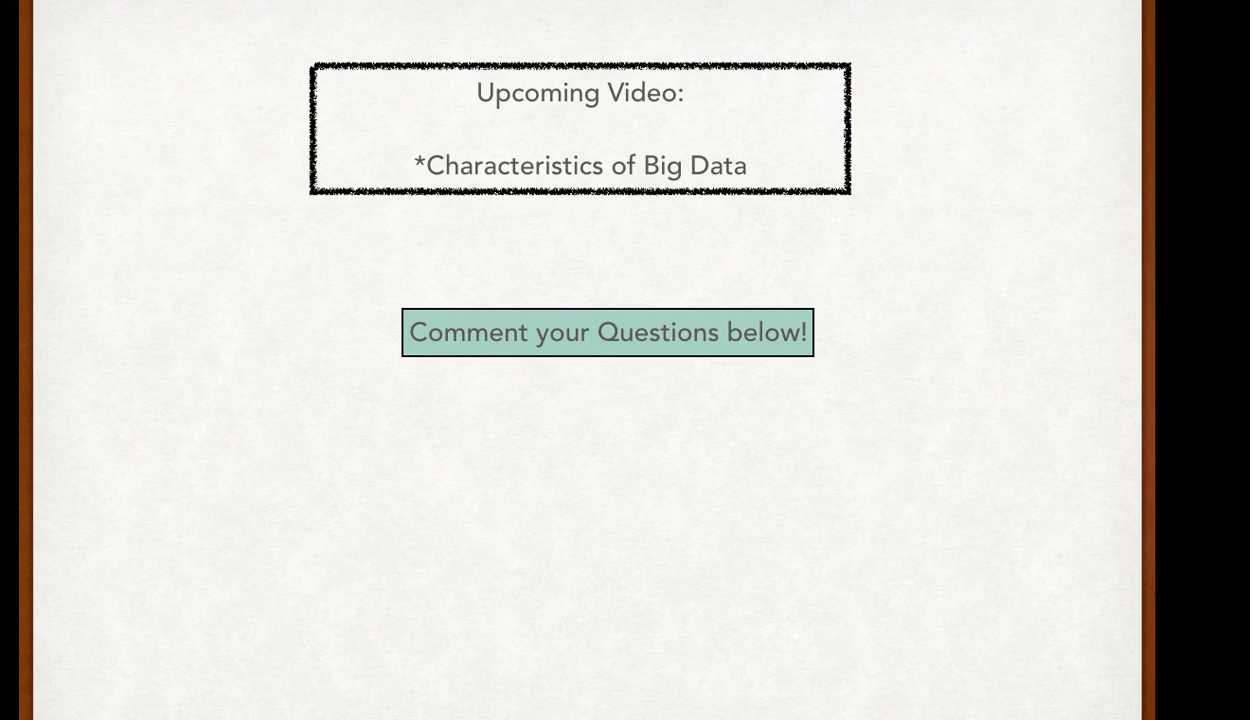 Upcoming Video:
*Characteristics of Big Data
Comment your Questions below!